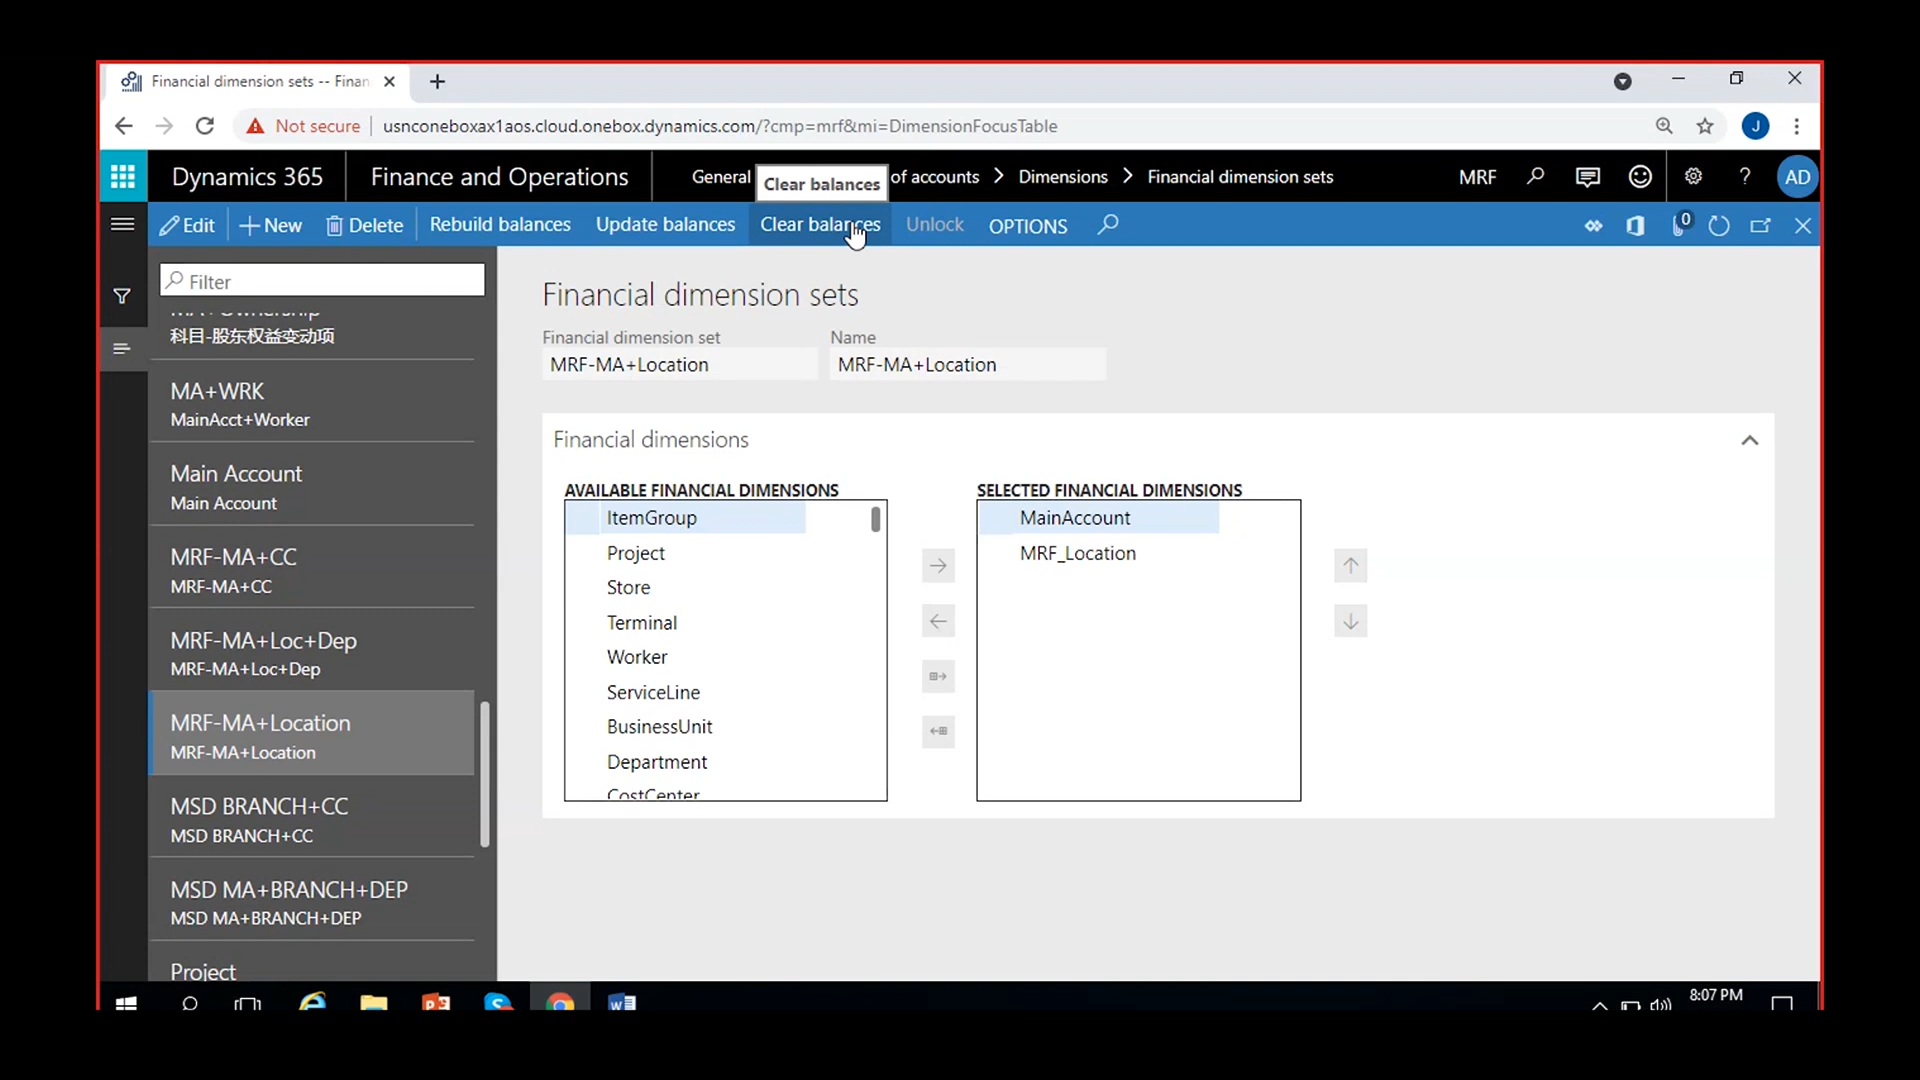 Financial dimension sets -- Finan
Not secure
usnconeboxax1aos.cloud.onebox.dynamics.com/?cmp=mrf&mi=DimensionFocusTable
J
Dynamics 365
Finance and Operations
General
Clear balances
of accounts
Dimensions
Financial dimension sets
MRF
?
AD
Edit
New
Delete
Rebuild balances
Update balances
Clear balances
Unlock
OPTIONS
0
Filter
MA+Ownership
科目-股东权益变动项
MA+WRK
MainAcct+Worker
Main Account
Main Account
MRF-MA+CC
MRF-MA+CC
MRF-MA+Loc+Dep
MRF-MA+Loc+Dep
MRF-MA+Location
MRF-MA+Location
MSD BRANCH+CC
MSD BRANCH+CC
MSD MA+BRANCH+DEP
MSD MA+BRANCH+DEP
Project
Financial dimension sets
Financial dimension set
Name
MRF-MA+Location
MRF-MA+Location
Financial dimensions
AVAILABLE FINANCIAL DIMENSIONS
ItemGroup
Project
Store
Terminal
Worker
ServiceLine
BusinessUnit
Department
CostCenter
SELECTED FINANCIAL DIMENSIONS
MainAccount
MRF_Location
8:07 PM